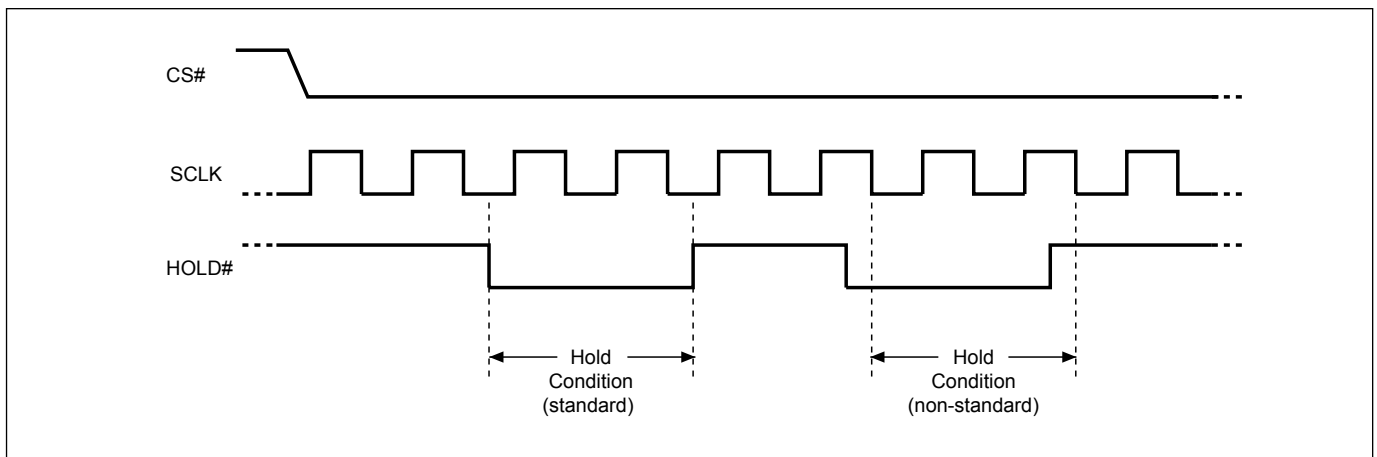 CS#
SCLK
HOLD#
Hold
Condition
(standard)
Hold
Condition
(non-standard)